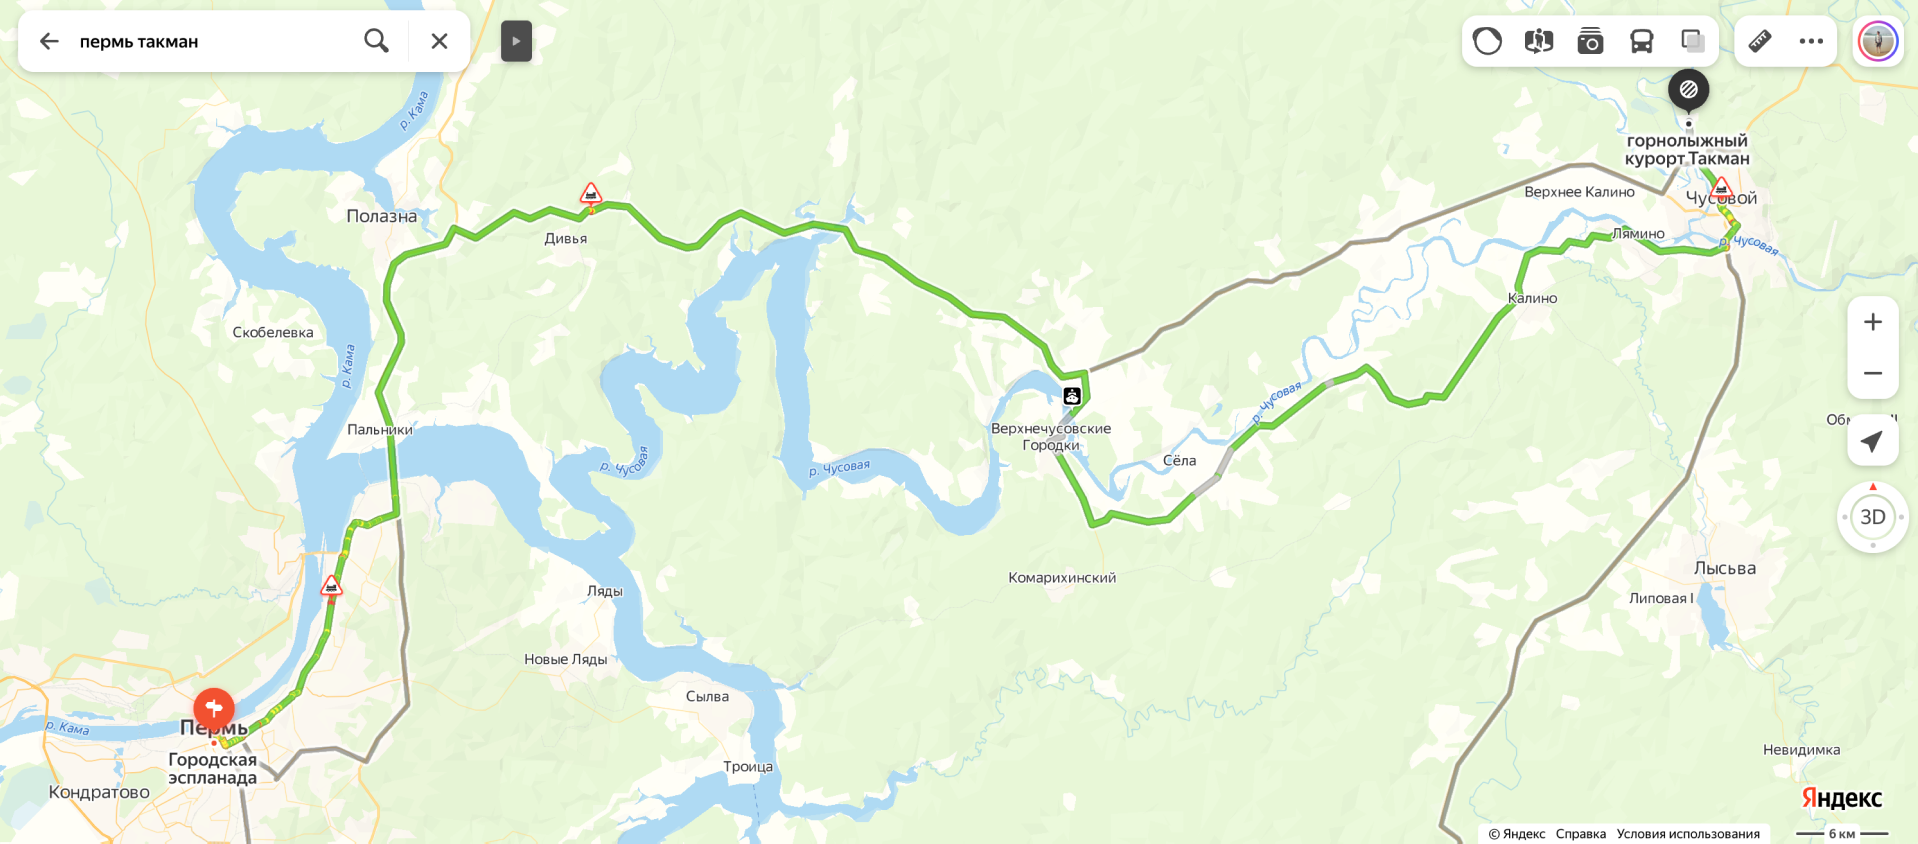 пермь такман
р. Кама
горнолыжный
курорт Такман
Верхнее Калино
Чусовой
Полазна
Дивья
Лямино
р. Чусовая
Калино
Скобелевка
р. Кама
р. Чусовая
Пальники
Верхнечусовские
Городки
Сёла
р. Чусовая
р. Чусовая
3D
Комарихинский
Лысьва
Ляды
Липовая I
Новые Ляды
Сылва
Пермь
р. Кама
Городская
эспланада
Троица
Невидимка
Кондратово
Яндекс
© Яндекс Справка Условия использования
6 км